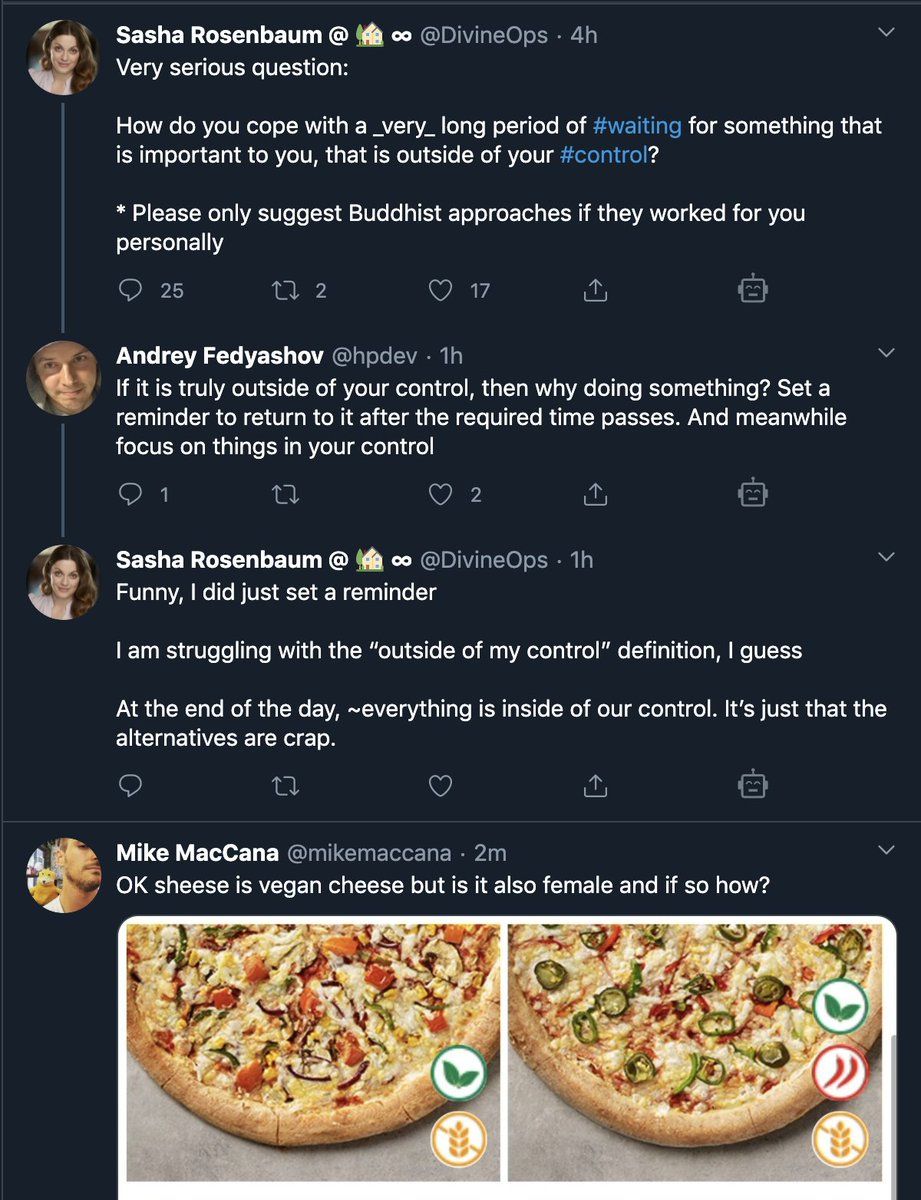 Sasha Rosenbaum @ 🏡 ∞ @DivineOps · 4h
Very serious question:
How do you cope with a _very_ long period of #waiting for something that
is important to you, that is outside of your #control?
* Please only suggest Buddhist approaches if they worked for you
personally
25 2 17
Andrey Fedyashov @hpdev · 1h
If it is truly outside of your control, then why doing something? Set a
reminder to return to it after the required time passes. And meanwhile
focus on things in your control
1 2
Sasha Rosenbaum @ 🏡 ∞ @DivineOps · 1h
Funny, I did just set a reminder
I am struggling with the “outside of my control” definition, I guess
At the end of the day, ~everything is inside of our control. It’s just that the
alternatives are crap.
Mike MacCana @mikemaccana · 2m
OK sheese is vegan cheese but is it also female and if so how?